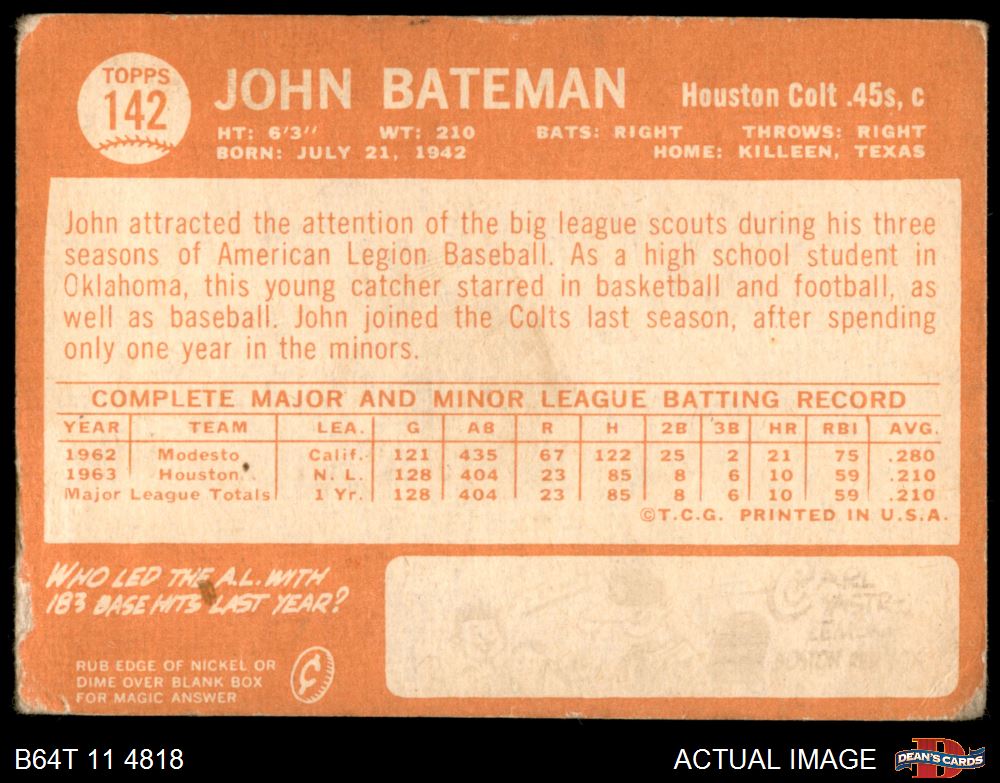 TOPPS
142
JOHN BATEMAN
Houston Colt .45s, c
HT: 6'3" WT: 210 BATS: RIGHT THROWS: RIGHT
BORN: JULY 21, 1942 HOME: KILLEEN, TEXAS
John attracted the attention of the big league scouts during his three
seasons of American Legion Baseball. As a high school student in
Oklahoma, this young catcher starred in basketball and football, as
well as baseball. John joined the Colts last season, after spending
only one year in the minors.
COMPLETE MAJOR AND MINOR LEAGUE BATTING RECORD
YEAR TEAM LEA. G AB R H 2B 3B HR RBI AVG.
1962 Modesto Calif. 121 435 67 122 25 2 21 75 .280
1963 Houston N. L. 128 404 23 85 8 6 10 59 .210
Major League Totals 1 Yr. 128 404 23 85 8 6 10 59 .210
©T.C.G. PRINTED IN U.S.A.
WHO LED THE A.L. WITH
183 BASE HITS LAST YEAR?
RUB EDGE OF NICKEL OR
DIME OVER BLANK BOX
FOR MAGIC ANSWER
¢
B64T 11 4818
ACTUAL IMAGE
D
DEAN'S CARDS